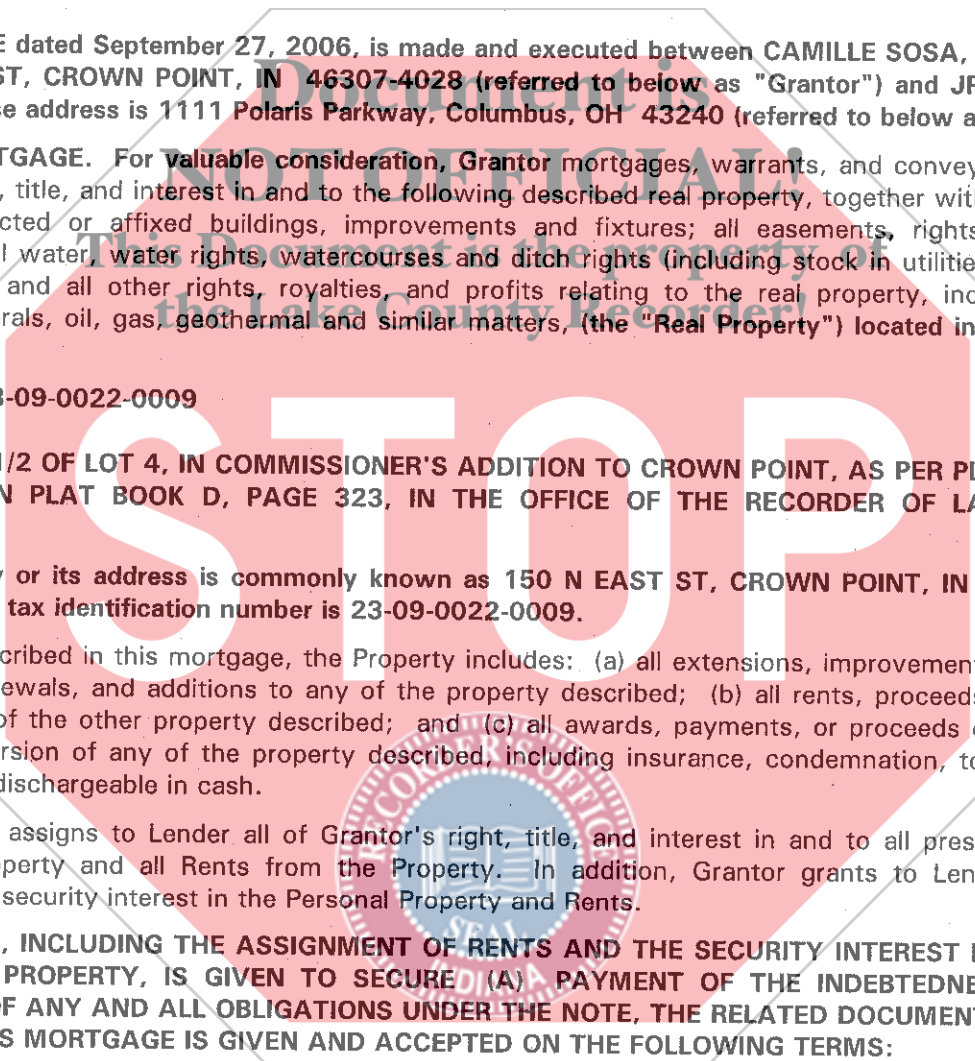 E dated September 27, 2006, is made and executed between CAMILLE SOSA,
ST, CROWN POINT, IN 46307-4028 (referred to below as "Grantor") and JP
e address is 1111 Polaris Parkway, Columbus, OH 43240 (referred to below a
Document is
TGAGE. For valuable consideration, Grantor mortgages, warrants, and convey
NOT OFFICIAL!
, title, and interest in and to the following described real property, together with
cted or affixed buildings, improvements and fixtures; all easements, rights
This Document is the property of
l water, water rights, watercourses and ditch rights (including stock in utilitie
and all other rights, royalties, and profits relating to the real property, inc
the Lake County Recorder!
rals, oil, gas, geothermal and similar matters, (the "Real Property") located in
-09-0022-0009
STOP
1/2 OF LOT 4, IN COMMISSIONER'S ADDITION TO CROWN POINT, AS PER PL
N PLAT BOOK D, PAGE 323, IN THE OFFICE OF THE RECORDER OF LA
y or its address is commonly known as 150 N EAST ST, CROWN POINT, IN
tax identification number is 23-09-0022-0009.
cribed in this mortgage, the Property includes: (a) all extensions, improvement
ewals, and additions to any of the property described; (b) all rents, proceeds
of the other property described; and (c) all awards, payments, or proceeds
rsion of any of the property described, including insurance, condemnation, to
dischargeable in cash.
RECORDER OFFICE
assigns to Lender all of Grantor's right, title, and interest in and to all pres
perty and all Rents from the Property. In addition, Grantor grants to Len
security interest in the Personal Property and Rents.
SEAL
, INCLUDING THE ASSIGNMENT OF RENTS AND THE SECURITY INTEREST I
PROPERTY, IS GIVEN TO SECURE (A) PAYMENT OF THE INDEBTEDNE
INDIANA
OF ANY AND ALL OBLIGATIONS UNDER THE NOTE, THE RELATED DOCUMENT
S MORTGAGE IS GIVEN AND ACCEPTED ON THE FOLLOWING TERMS: